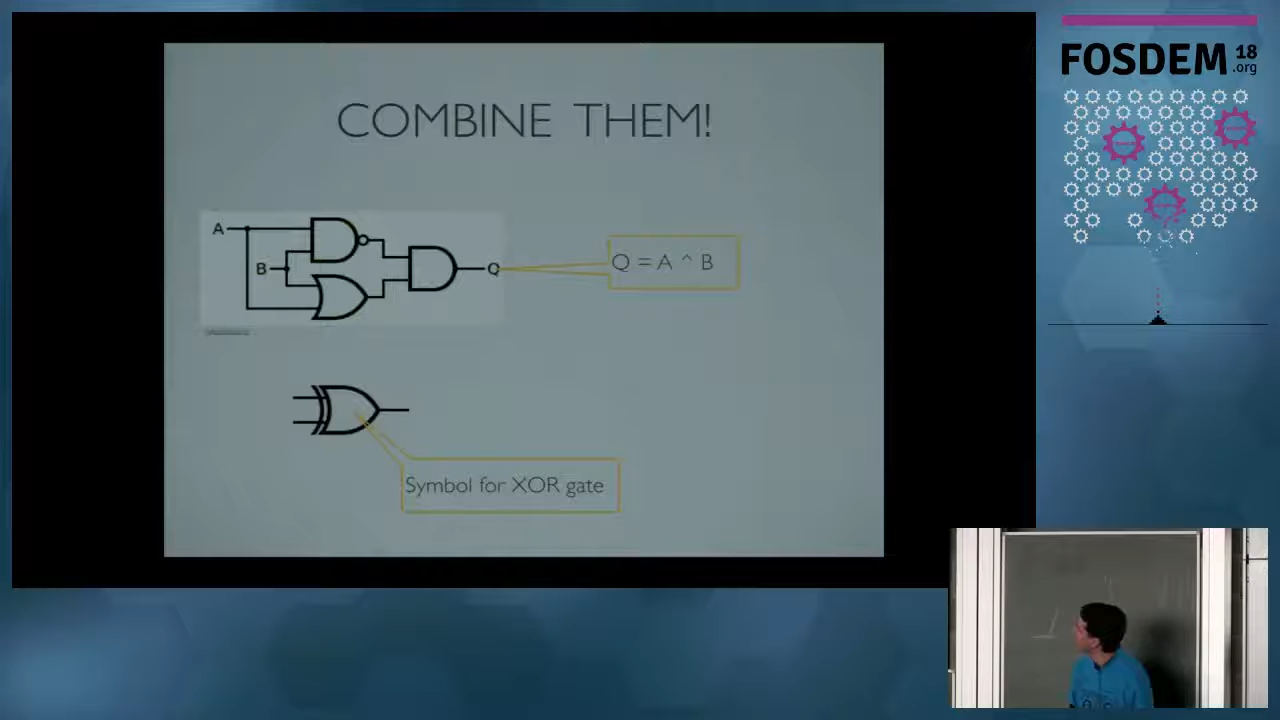 COMBINE THEM!
A
B
Q
Q = A ^ B
Symbol for XOR gate
FOSDEM 18
.org